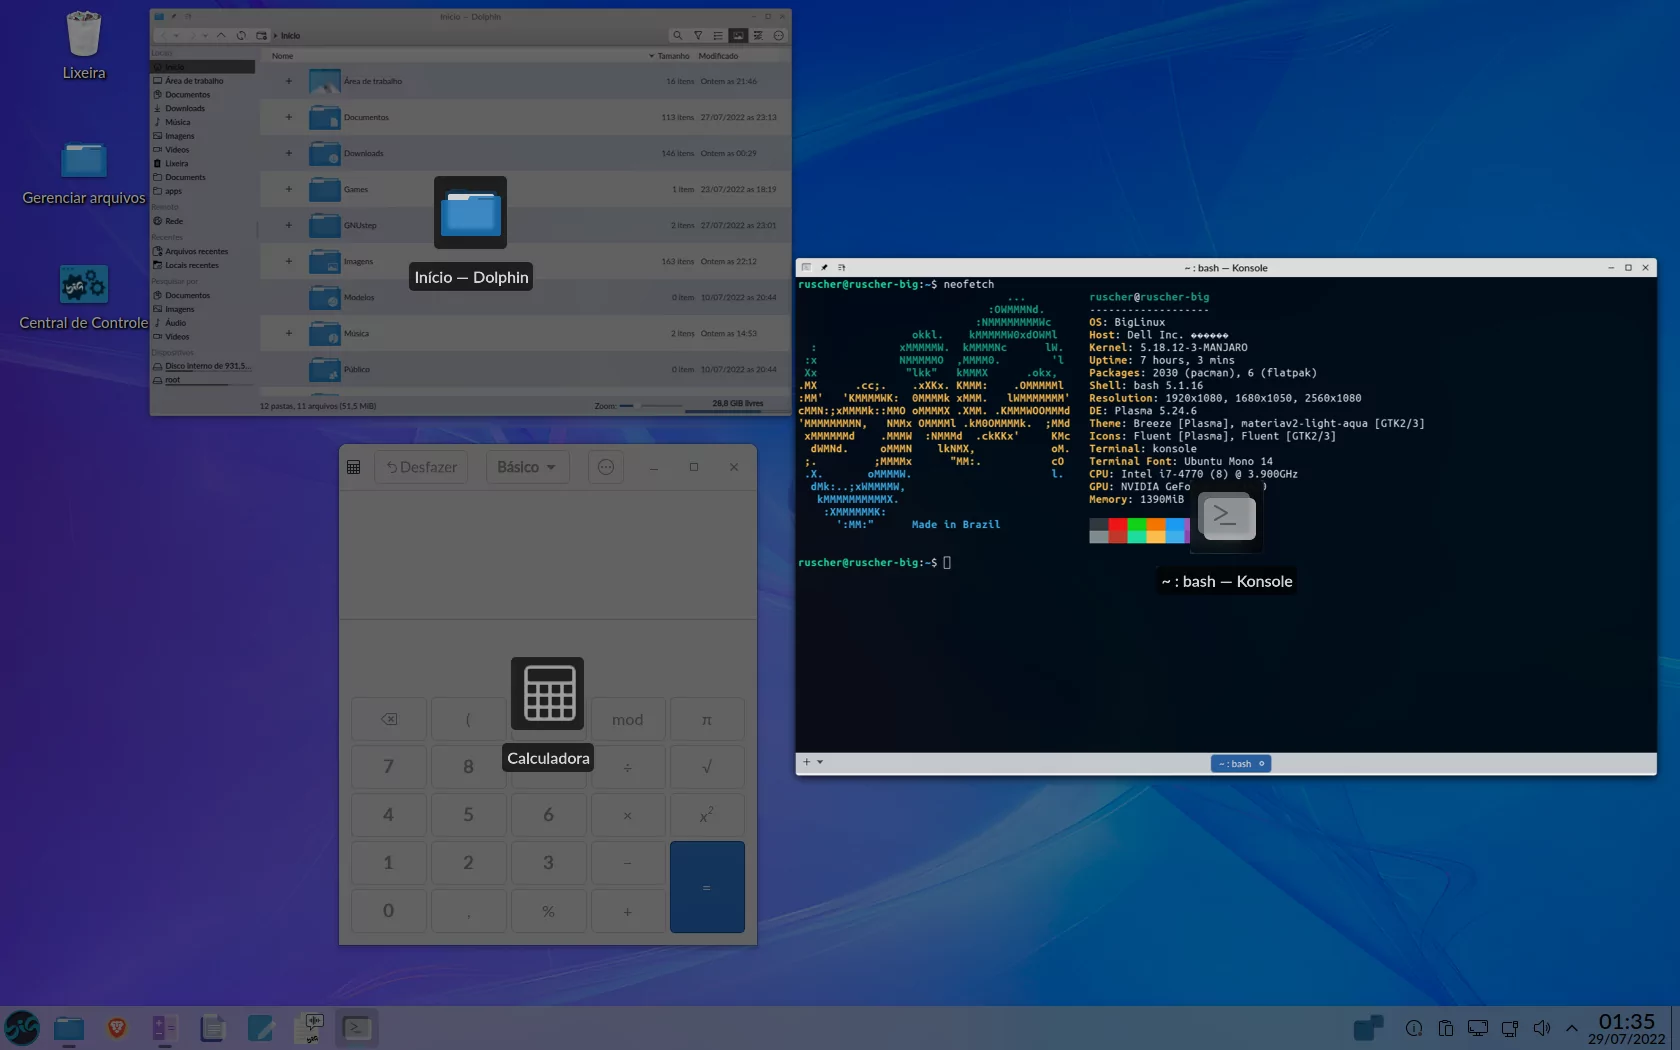 Lixeira
Gerenciar arquivos
Central de Controle
Início — Dolphin
Início
Locais
Início
Área de trabalho
Documentos
Downloads
Música
Imagens
Vídeos
Lixeira
Documents
apps
Remoto
Rede
Recentes
Arquivos recentes
Locais recentes
Pesquisar por
Documentos
Imagens
Áudio
Vídeos
Dispositivos
Disco interno de 931,5...
root
Nome Tamanho Modificado
Área de trabalho 16 itens Ontem as 21:46
Documentos 113 itens 27/07/2022 as 23:13
Downloads 146 itens Ontem as 00:29
Games 1 item 23/07/2022 as 18:19
GNUstep 2 itens 27/07/2022 as 23:01
Imagens 163 itens Ontem as 22:12
Modelos 0 item 10/07/2022 as 20:44
Música 2 itens Ontem as 14:53
Público 0 item 10/07/2022 as 20:44
12 pastas, 11 arquivos (51,5 MiB) Zoom: 28,8 GIB livres
Início — Dolphin
Desfazer Básico
( mod π
7 8 ÷ √
4 5 6 × x²
1 2 3 − =
0 , % +
Calculadora
~ : bash — Konsole
ruscher@ruscher-big:~$ neofetch
ruscher@ruscher-big
-------------------
OS: BigLinux
Host: Dell Inc. ������
Kernel: 5.18.12-3-MANJARO
Uptime: 7 hours, 3 mins
Packages: 2030 (pacman), 6 (flatpak)
Shell: bash 5.1.16
Resolution: 1920x1080, 1680x1050, 2560x1080
DE: Plasma 5.24.6
Theme: Breeze [Plasma], materiav2-light-aqua [GTK2/3]
Icons: Fluent [Plasma], Fluent [GTK2/3]
Terminal: konsole
Terminal Font: Ubuntu Mono 14
CPU: Intel i7-4770 (8) @ 3.900GHz
GPU: NVIDIA GeFo
Memory: 1390MiB
Made in Brazil
ruscher@ruscher-big:~$
~ : bash — Konsole
~ : bash
01:35
29/07/2022